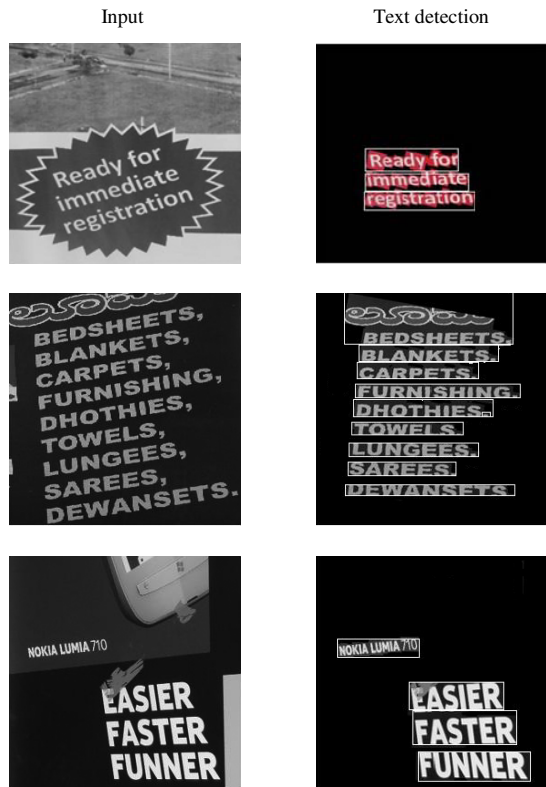 Input Text detection
Ready for
immediate
registration
Ready for
immediate
registration
BEDSHEETS,
BLANKETS,
CARPETS,
FURNISHING,
DHOTHIES,
TOWELS,
LUNGEES,
SAREES,
DEWANSETS.
BEDSHEETS,
BLANKETS.
CARPETS.
FURNISHING.
DHOTHIES,
TOWELS.
LUNGEES.
SAREES.
DEWANSETS
NOKIA LUMIA 710
EASIER
FASTER
FUNNER
NOKIA LUMIA 710
EASIER
FASTER
FUNNER